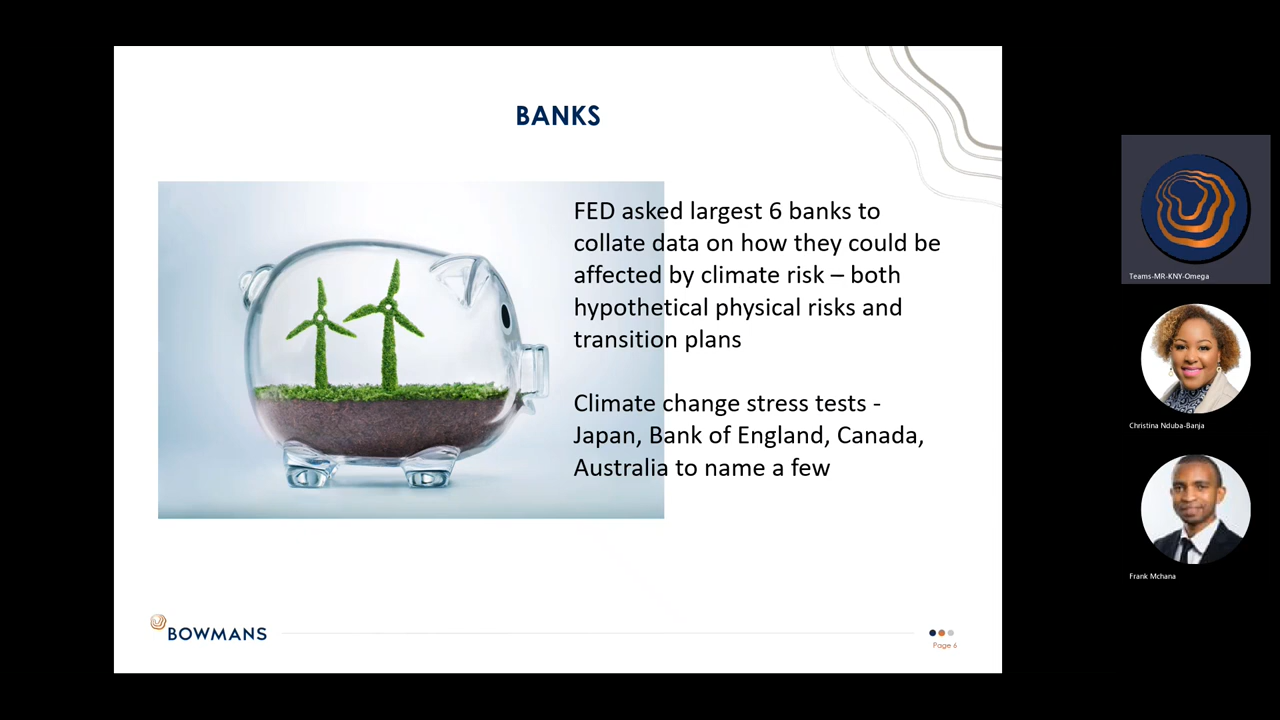 BANKS
FED asked largest 6 banks to
collate data on how they could be
affected by climate risk – both
hypothetical physical risks and
transition plans
Climate change stress tests -
Japan, Bank of England, Canada,
Australia to name a few
BOWMANS
Page 6
Teams-MR-KNY-Omega
Christina Nduba-Banja
Frank Mchana